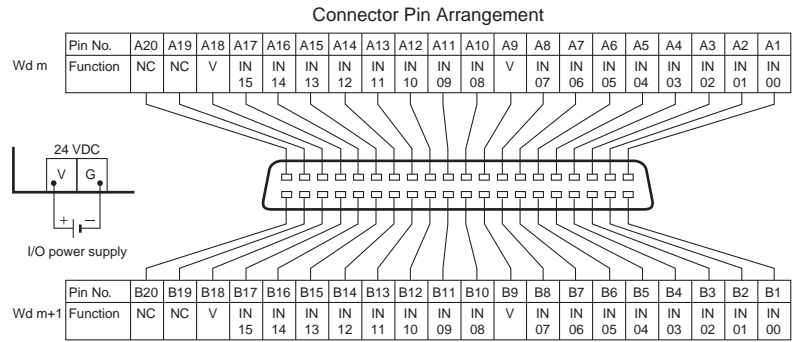 Connector Pin Arrangement
Pin No. A20 A19 A18 A17 A16 A15 A14 A13 A12 A11 A10 A9 A8 A7 A6 A5 A4 A3 A2 A1
Wd m Function NC NC V IN 15 IN 14 IN 13 IN 12 IN 11 IN 10 IN 09 IN 08 V IN 07 IN 06 IN 05 IN 04 IN 03 IN 02 IN 01 IN 00
24 VDC
V G
+ −
I/O power supply
Pin No. B20 B19 B18 B17 B16 B15 B14 B13 B12 B11 B10 B9 B8 B7 B6 B5 B4 B3 B2 B1
Wd m+1 Function NC NC V IN 15 IN 14 IN 13 IN 12 IN 11 IN 10 IN 09 IN 08 V IN 07 IN 06 IN 05 IN 04 IN 03 IN 02 IN 01 IN 00